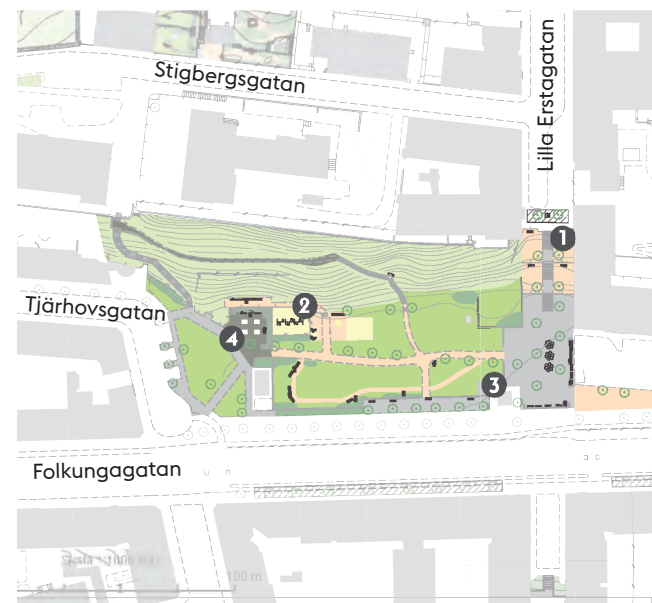 Stigbergsgatan
Lilla Erstagatan
1
2
Tjärhovsgatan
4
3
Folkungagatan
100 m